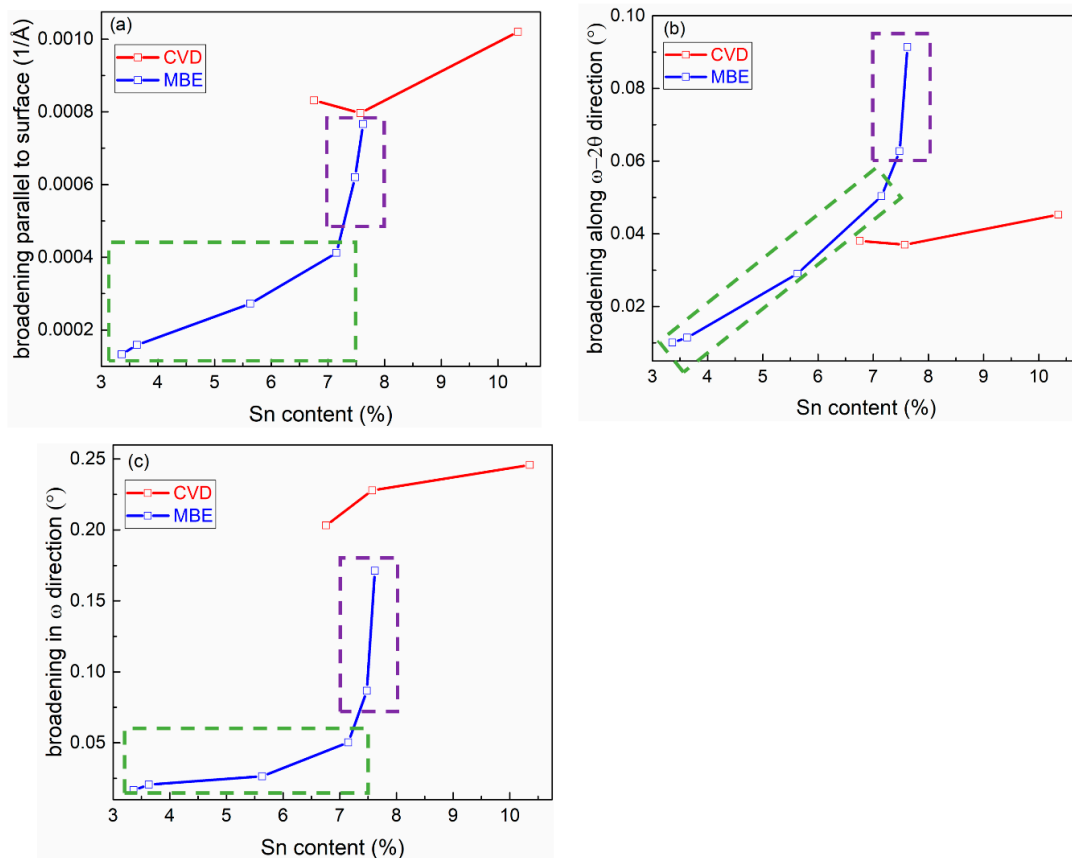 (a)
CVD
MBE
broadening parallel to surface (1/Å)
0.0010
0.0008
0.0006
0.0004
0.0002
3 4 5 6 7 8 9 10
Sn content (%)
(b)
CVD
MBE
broadening along ω−2θ direction (°)
0.10
0.08
0.06
0.04
0.02
3 4 5 6 7 8 9 10
Sn content (%)
(c)
CVD
MBE
broadening in ω direction (°)
0.25
0.20
0.15
0.10
0.05
3 4 5 6 7 8 9 10
Sn content (%)